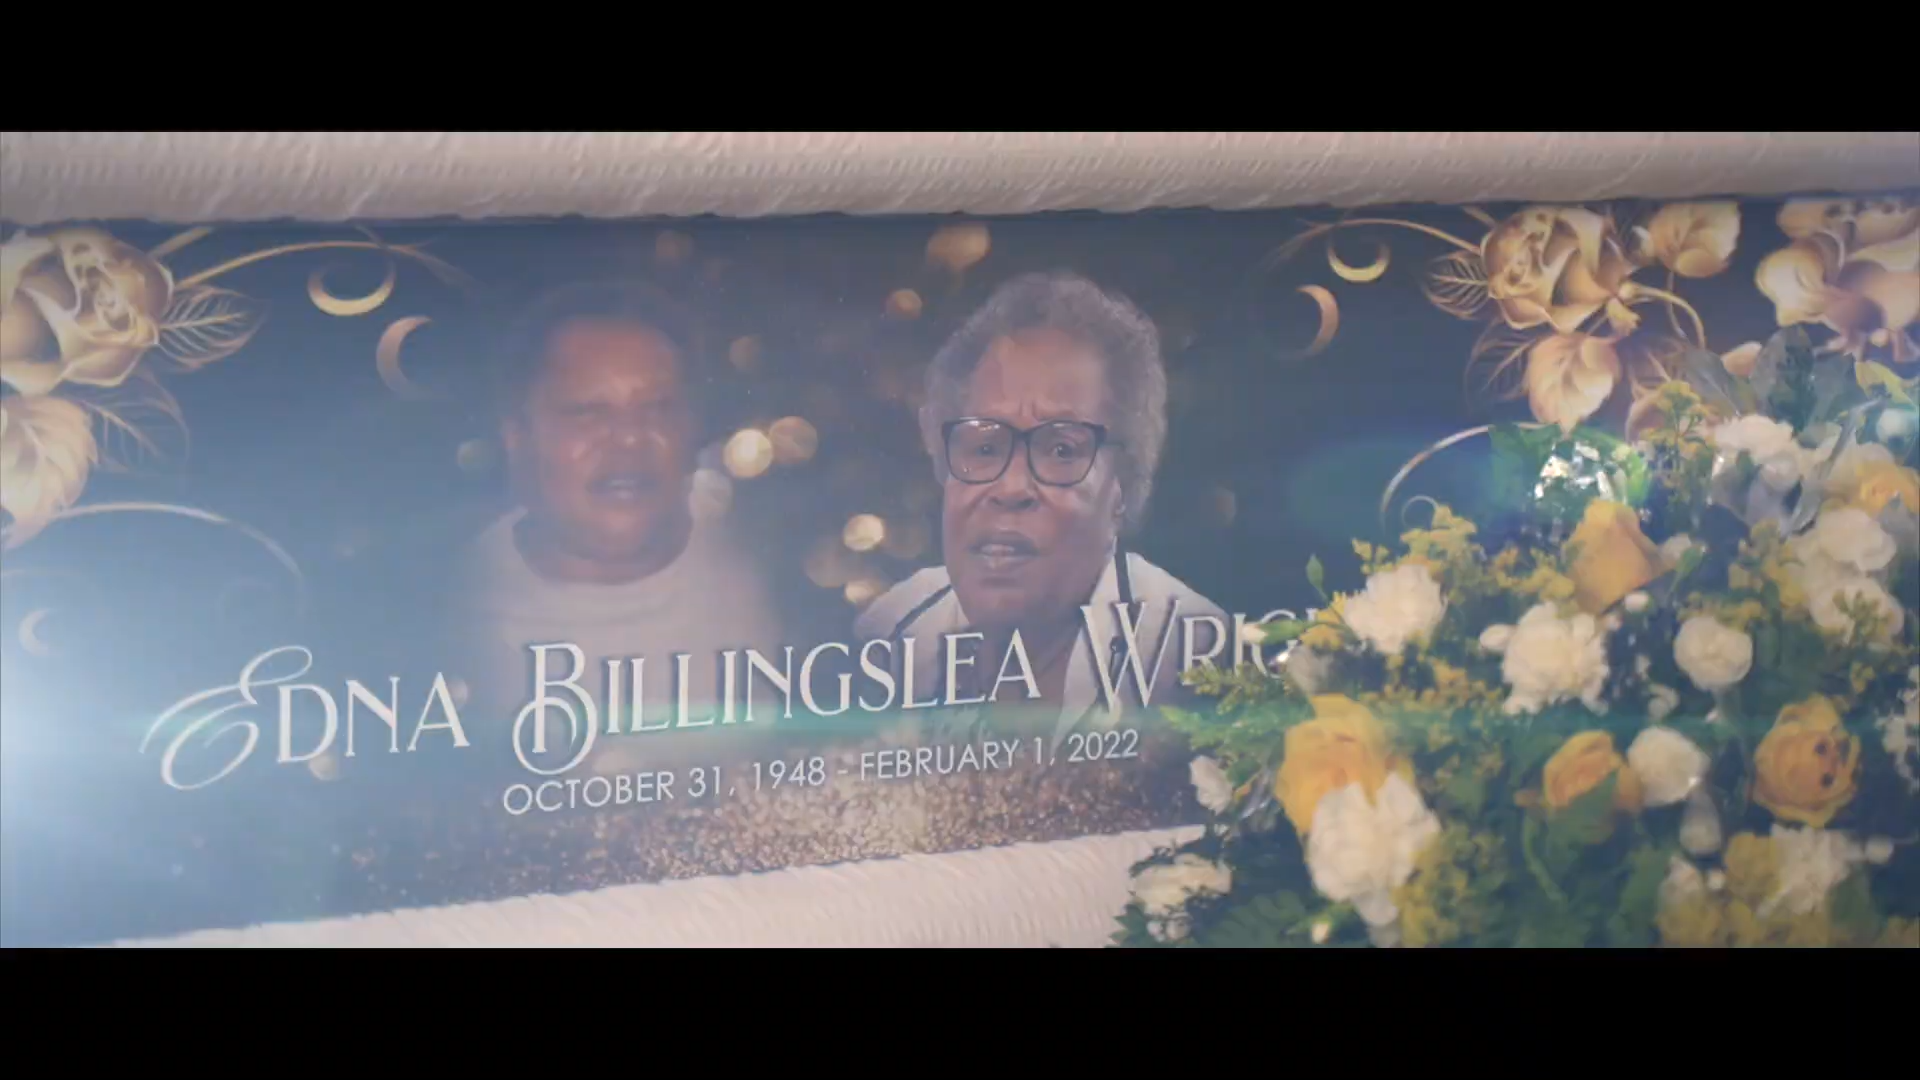 EDNA BILLINGSLEA
OCTOBER 31, 1948 - FEBRUARY 1, 2022